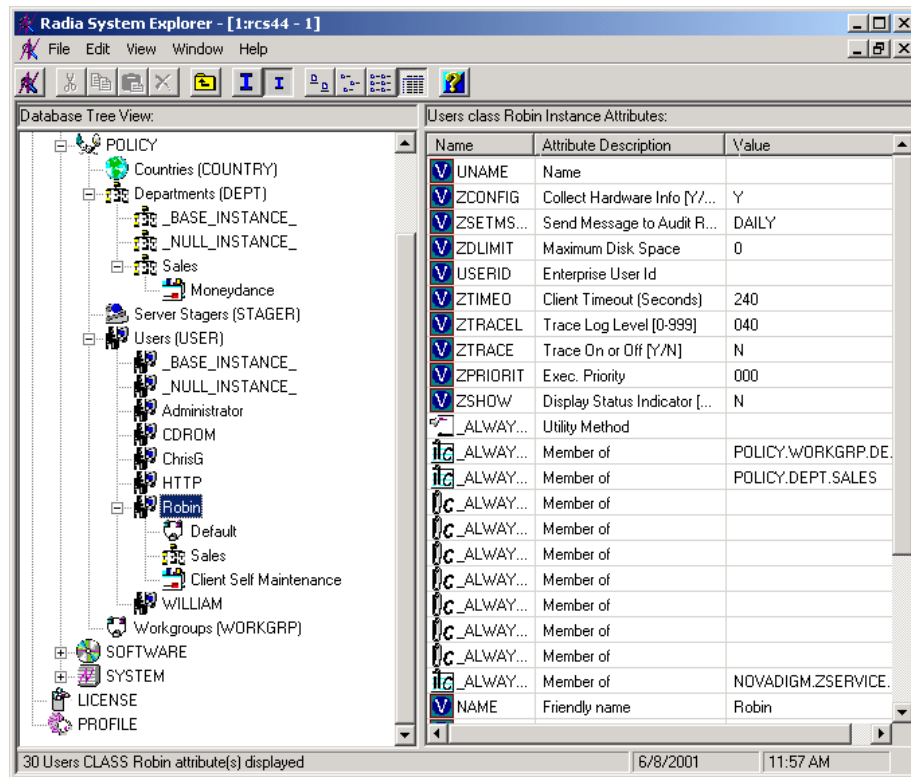 Radia System Explorer - [1:rcs44 - 1]
File Edit View Window Help
Database Tree View:
Users class Robin Instance Attributes:
POLICY
Countries (COUNTRY)
Departments (DEPT)
_BASE_INSTANCE_
_NULL_INSTANCE_
Sales
Moneydance
Server Stagers (STAGER)
Users (USER)
_BASE_INSTANCE_
_NULL_INSTANCE_
Administrator
CDROM
ChrisG
HTTP
Robin
Default
Sales
Client Self Maintenance
WILLIAM
Workgroups (WORKGRP)
SOFTWARE
SYSTEM
LICENSE
PROFILE
Name Attribute Description Value
V UNAME Name
V ZCONFIG Collect Hardware Info [Y/... Y
V ZSETMS... Send Message to Audit R... DAILY
V ZDLIMIT Maximum Disk Space 0
V USERID Enterprise User Id
V ZTIMEO Client Timeout (Seconds) 240
V ZTRACEL Trace Log Level [0-999] 040
V ZTRACE Trace On or Off [Y/N] N
V ZPRIORIT Exec. Priority 000
V ZSHOW Display Status Indicator [... N
_ALWAY... Utility Method
_ALWAY... Member of POLICY.WORKGRP.DE.
_ALWAY... Member of POLICY.DEPT.SALES
_ALWAY... Member of
_ALWAY... Member of
_ALWAY... Member of
_ALWAY... Member of
_ALWAY... Member of
_ALWAY... Member of
_ALWAY... Member of
_ALWAY... Member of NOVADIGM.ZSERVICE.
V NAME Friendly name Robin
30 Users CLASS Robin attribute(s) displayed
6/8/2001
11:57 AM